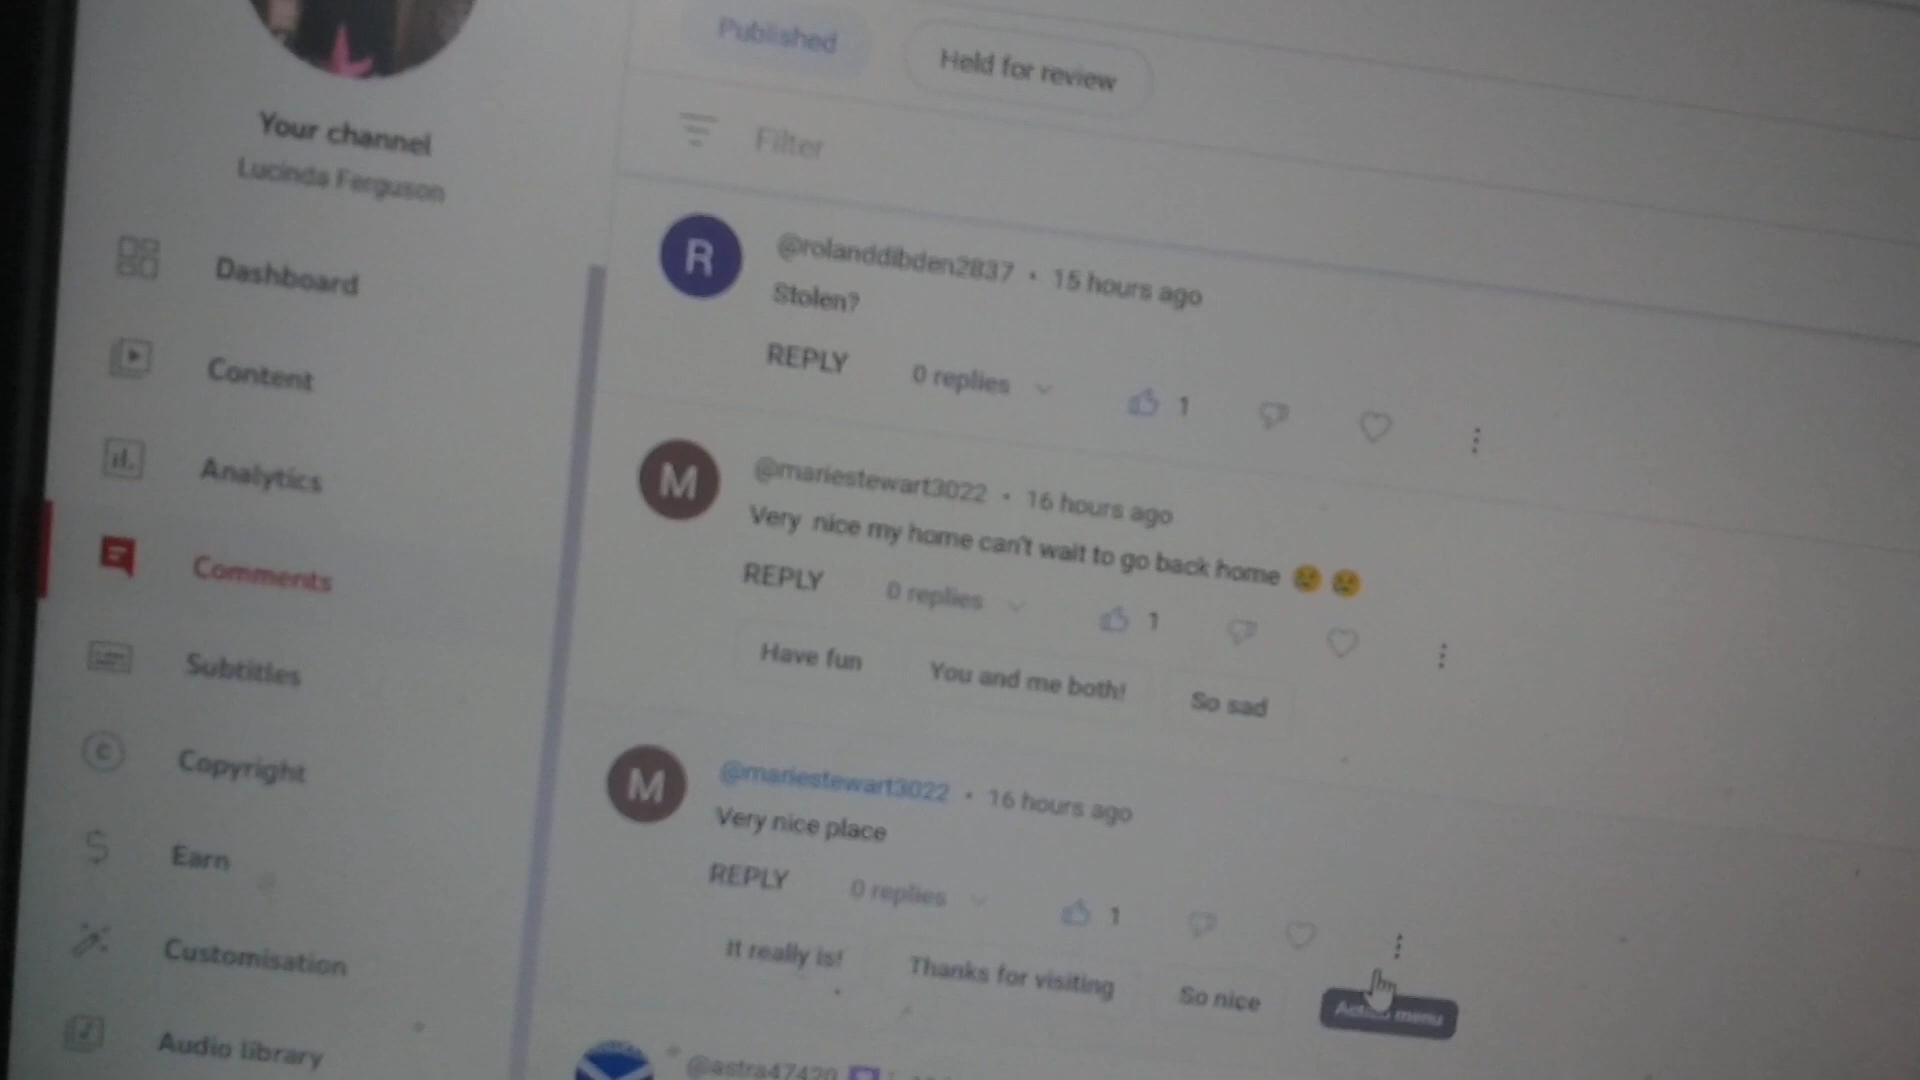 Published
Held for review
Your channel
Lucinda Ferguson
Filter
Dashboard
Content
Analytics
Comments
Subtitles
Copyright
Earn
Customisation
Audio library
R
@rolanddibden2837 • 15 hours ago
Stolen?
REPLY
0 replies
1
M
@mariestewart3022 • 16 hours ago
Very nice my home can't wait to go back home 😢 😢
REPLY
0 replies
1
Have fun
You and me both!
So sad
M
@mariestewart3022 • 16 hours ago
Very nice place
REPLY
0 replies
1
It really is!
Thanks for visiting
So nice
Action menu
@astra47420